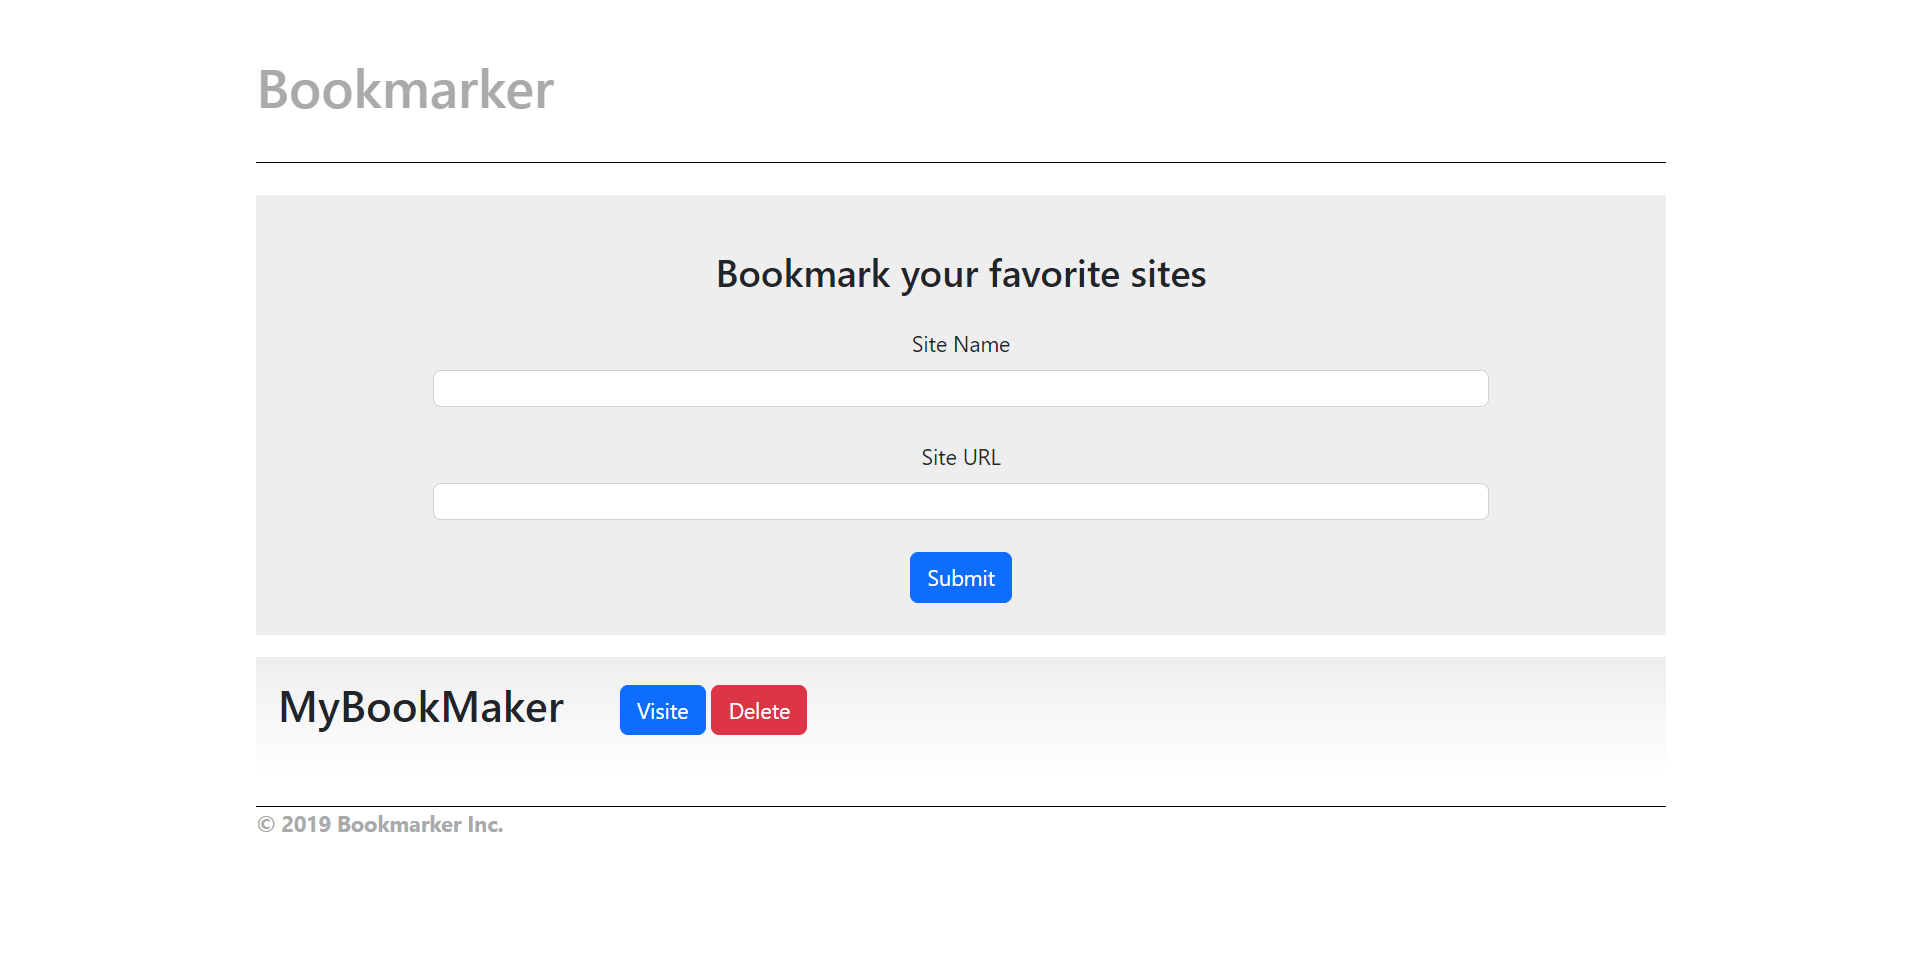 Bookmarker
Bookmark your favorite sites
Site Name
Site URL
Submit
MyBookMaker Visite Delete
© 2019 Bookmarker Inc.